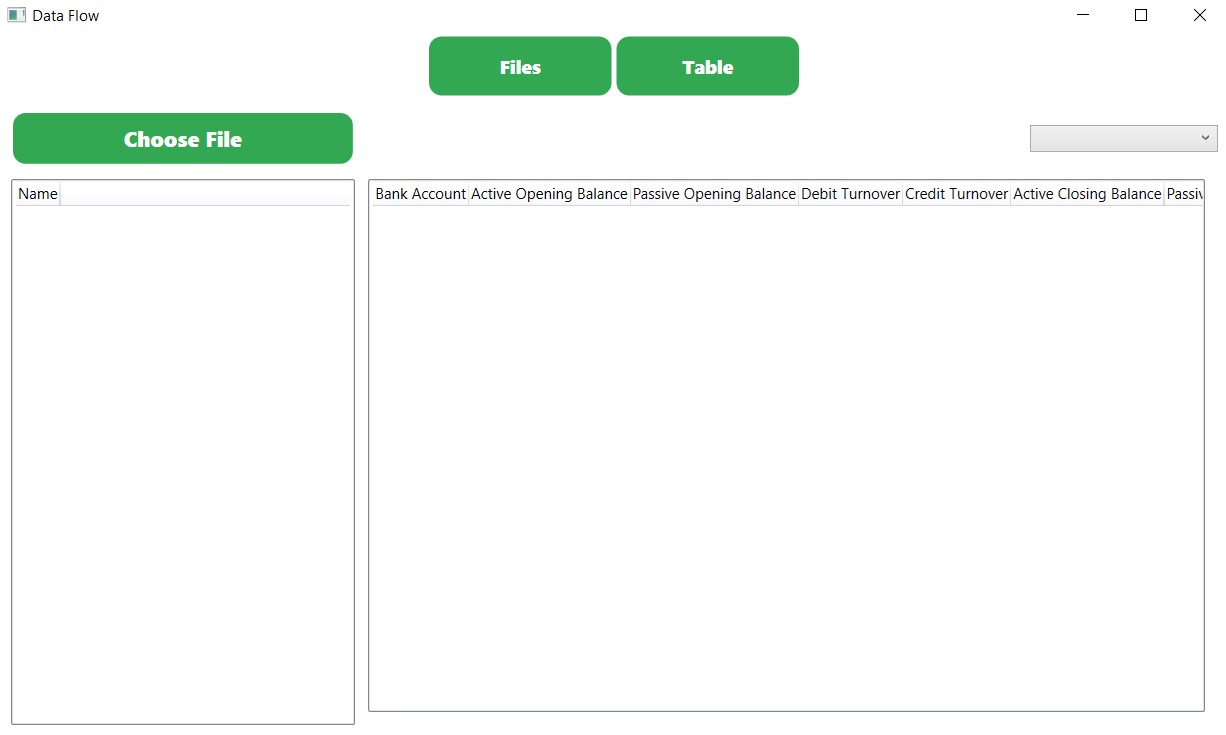 Data Flow
Files Table
Choose File
Name
Bank Account Active Opening Balance Passive Opening Balance Debit Turnover Credit Turnover Active Closing Balance Passiv